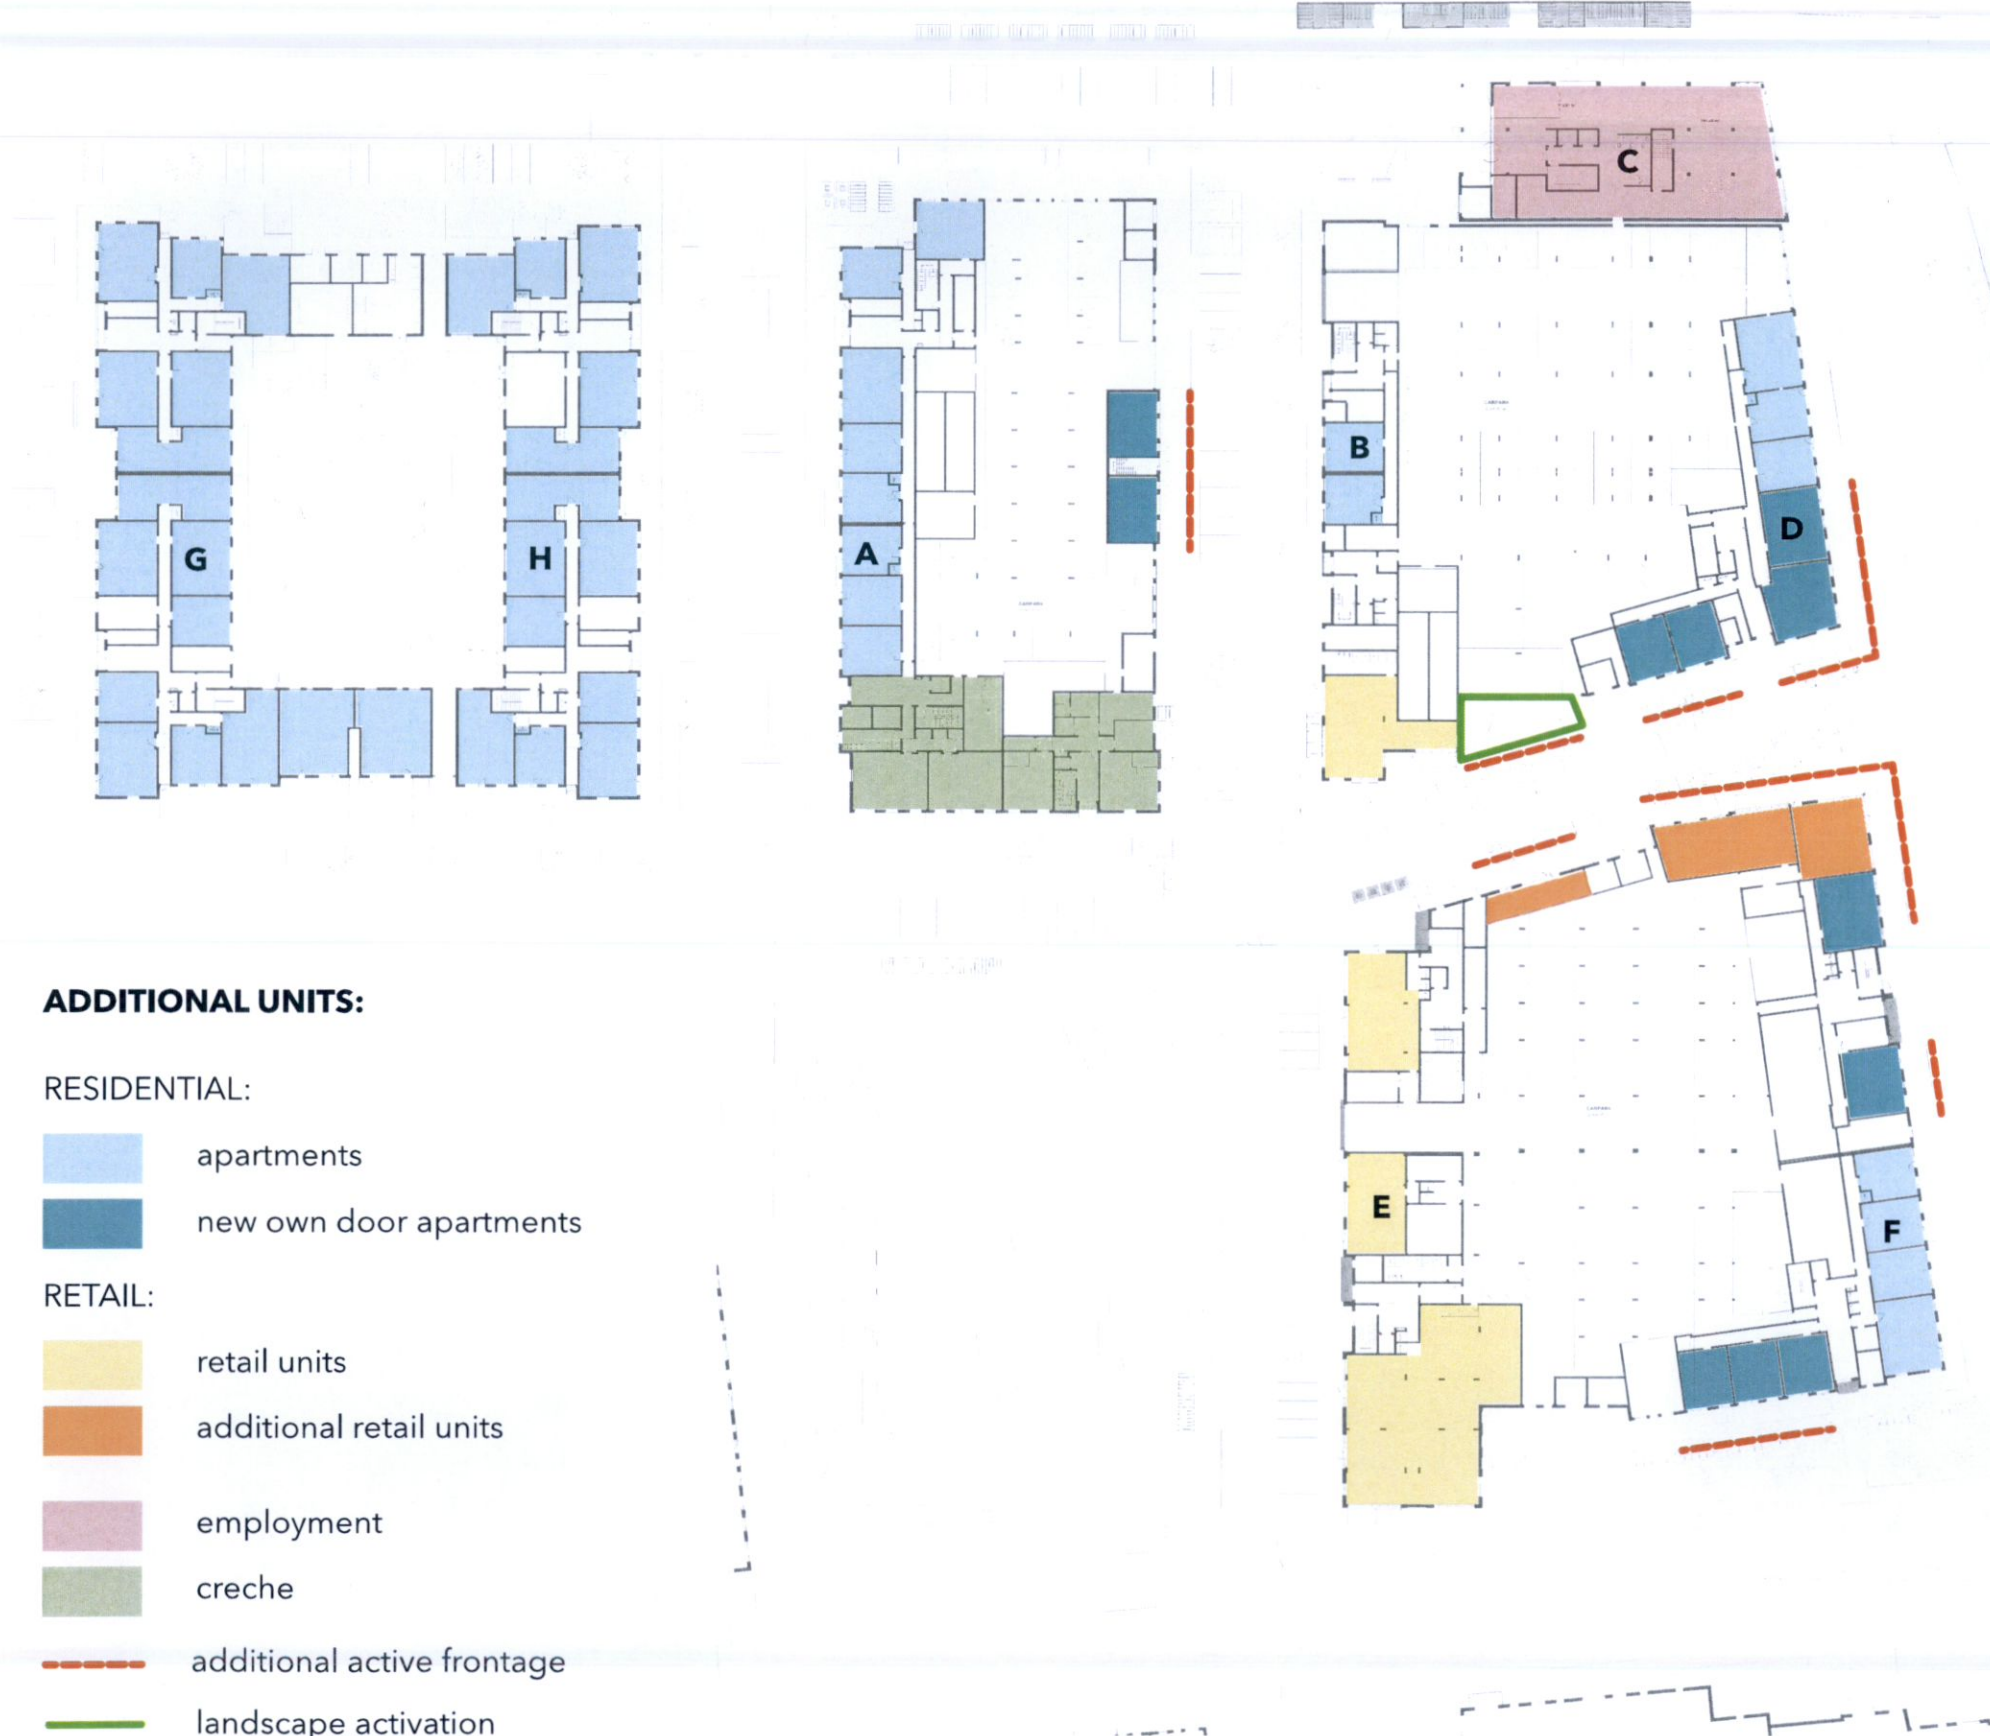 C
B
D
G
H
A
ADDITIONAL UNITS:
RESIDENTIAL:
apartments
new own door apartments
RETAIL:
retail units
additional retail units
employment
creche
additional active frontage
landscape activation
E
F